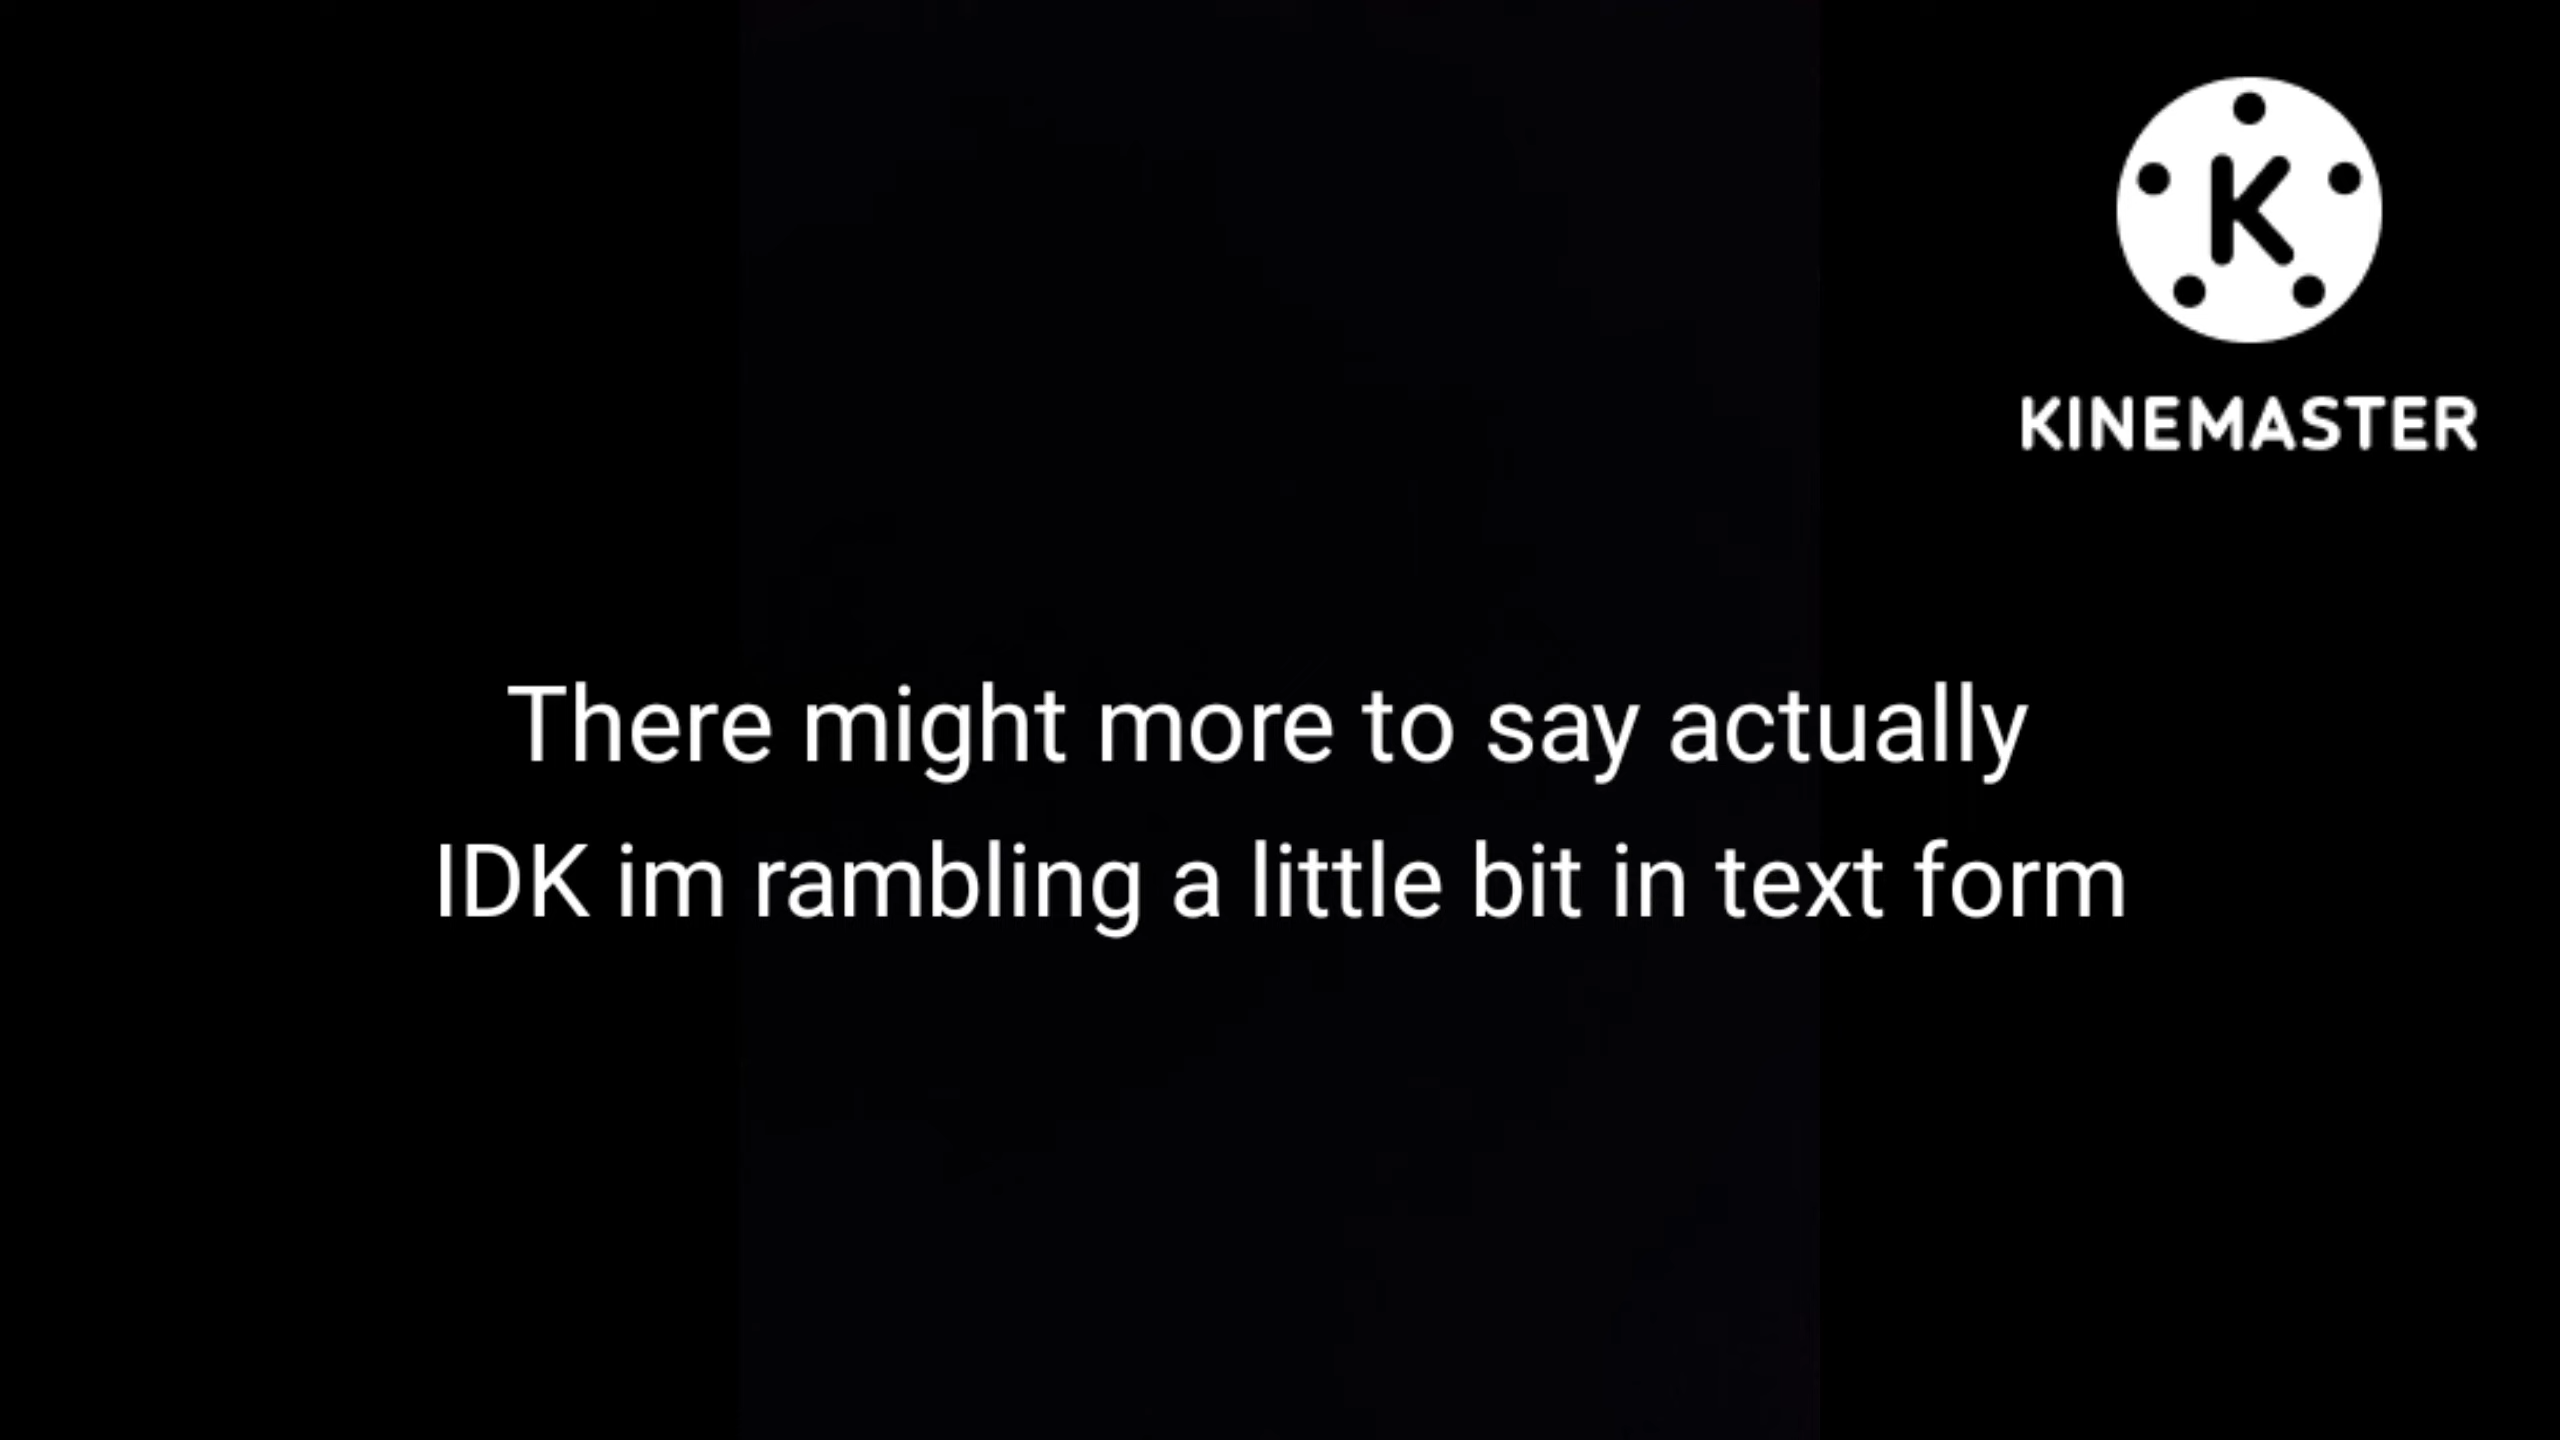 K
KINEMASTER
There might more to say actually
IDK im rambling a little bit in text form